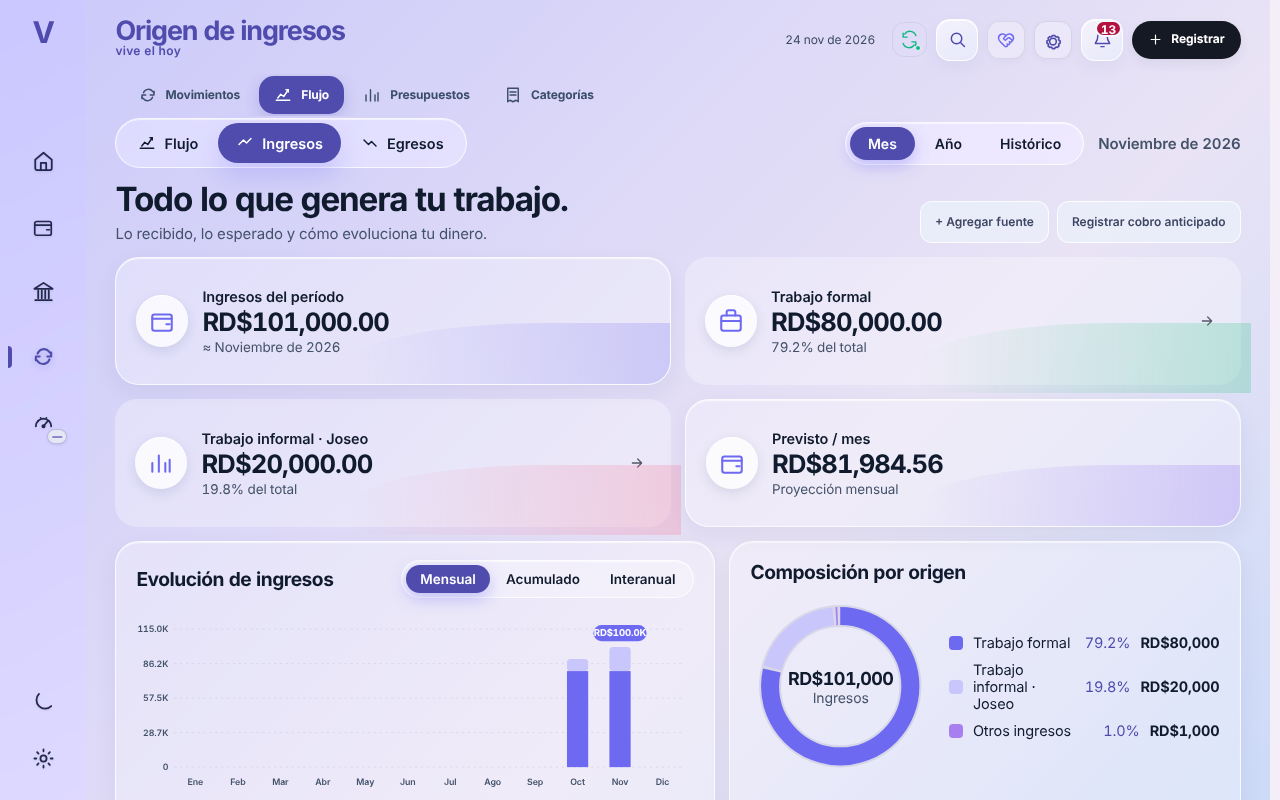 V
Origen de ingresos
vive el hoy
24 nov de 2026
13
+ Registrar
Movimientos
Flujo
Presupuestos
Categorías
Flujo
Ingresos
Egresos
Mes
Año
Histórico
Noviembre de 2026
Todo lo que genera tu trabajo.
Lo recibido, lo esperado y cómo evoluciona tu dinero.
+ Agregar fuente
Registrar cobro anticipado
Ingresos del período
RD$101,000.00
≈ Noviembre de 2026
Trabajo formal
RD$80,000.00
79.2% del total
Trabajo informal · Joseo
RD$20,000.00
19.8% del total
Previsto / mes
RD$81,984.56
Proyección mensual
Evolución de ingresos
Mensual
Acumulado
Interanual
115.0K
86.2K
57.5K
28.7K
0
RD$100.0K
Ene Feb Mar Abr May Jun Jul Ago Sep Oct Nov Dic
Composición por origen
RD$101,000
Ingresos
Trabajo formal 79.2% RD$80,000
Trabajo
informal ·
Joseo
19.8% RD$20,000
Otros ingresos 1.0% RD$1,000